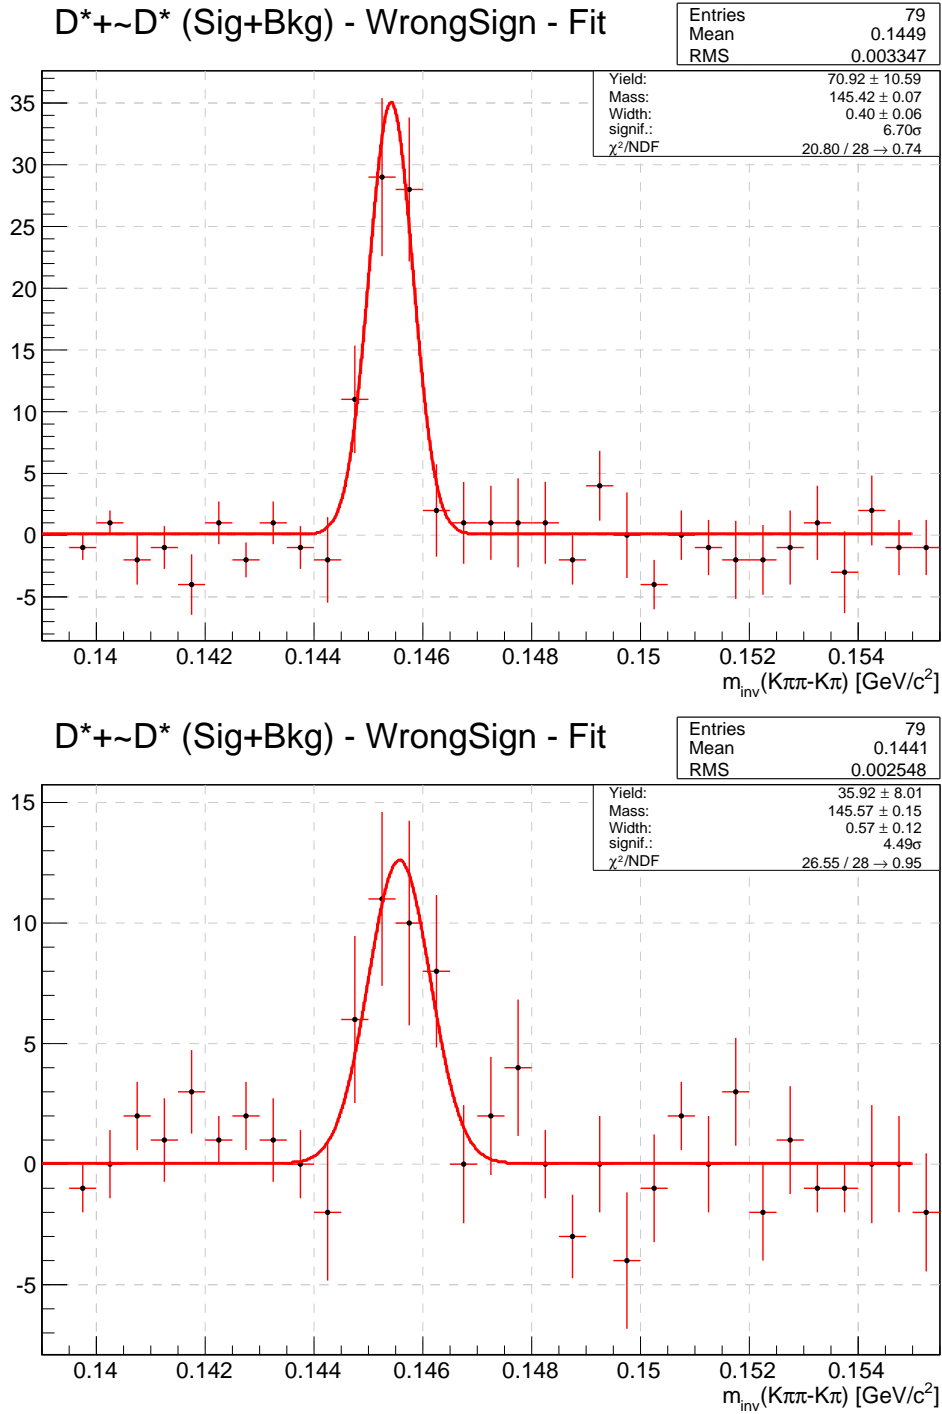 D*+~D* (Sig+Bkg) - WrongSign - Fit
Entries 79
Mean 0.1449
RMS 0.003347
Yield: 70.92 ± 10.59
Mass: 145.42 ± 0.07
Width: 0.40 ± 0.06
signif.: 6.70σ
χ²/NDF 20.80 / 28 → 0.74
35
30
25
20
15
10
5
0
-5
0.14 0.142 0.144 0.146 0.148 0.15 0.152 0.154
m_inv(Kππ-Kπ) [GeV/c²]
D*+~D* (Sig+Bkg) - WrongSign - Fit
Entries 79
Mean 0.1441
RMS 0.002548
Yield: 35.92 ± 8.01
Mass: 145.57 ± 0.15
Width: 0.57 ± 0.12
signif.: 4.49σ
χ²/NDF 26.55 / 28 → 0.95
15
10
5
0
-5
0.14 0.142 0.144 0.146 0.148 0.15 0.152 0.154
m_inv(Kππ-Kπ) [GeV/c²]